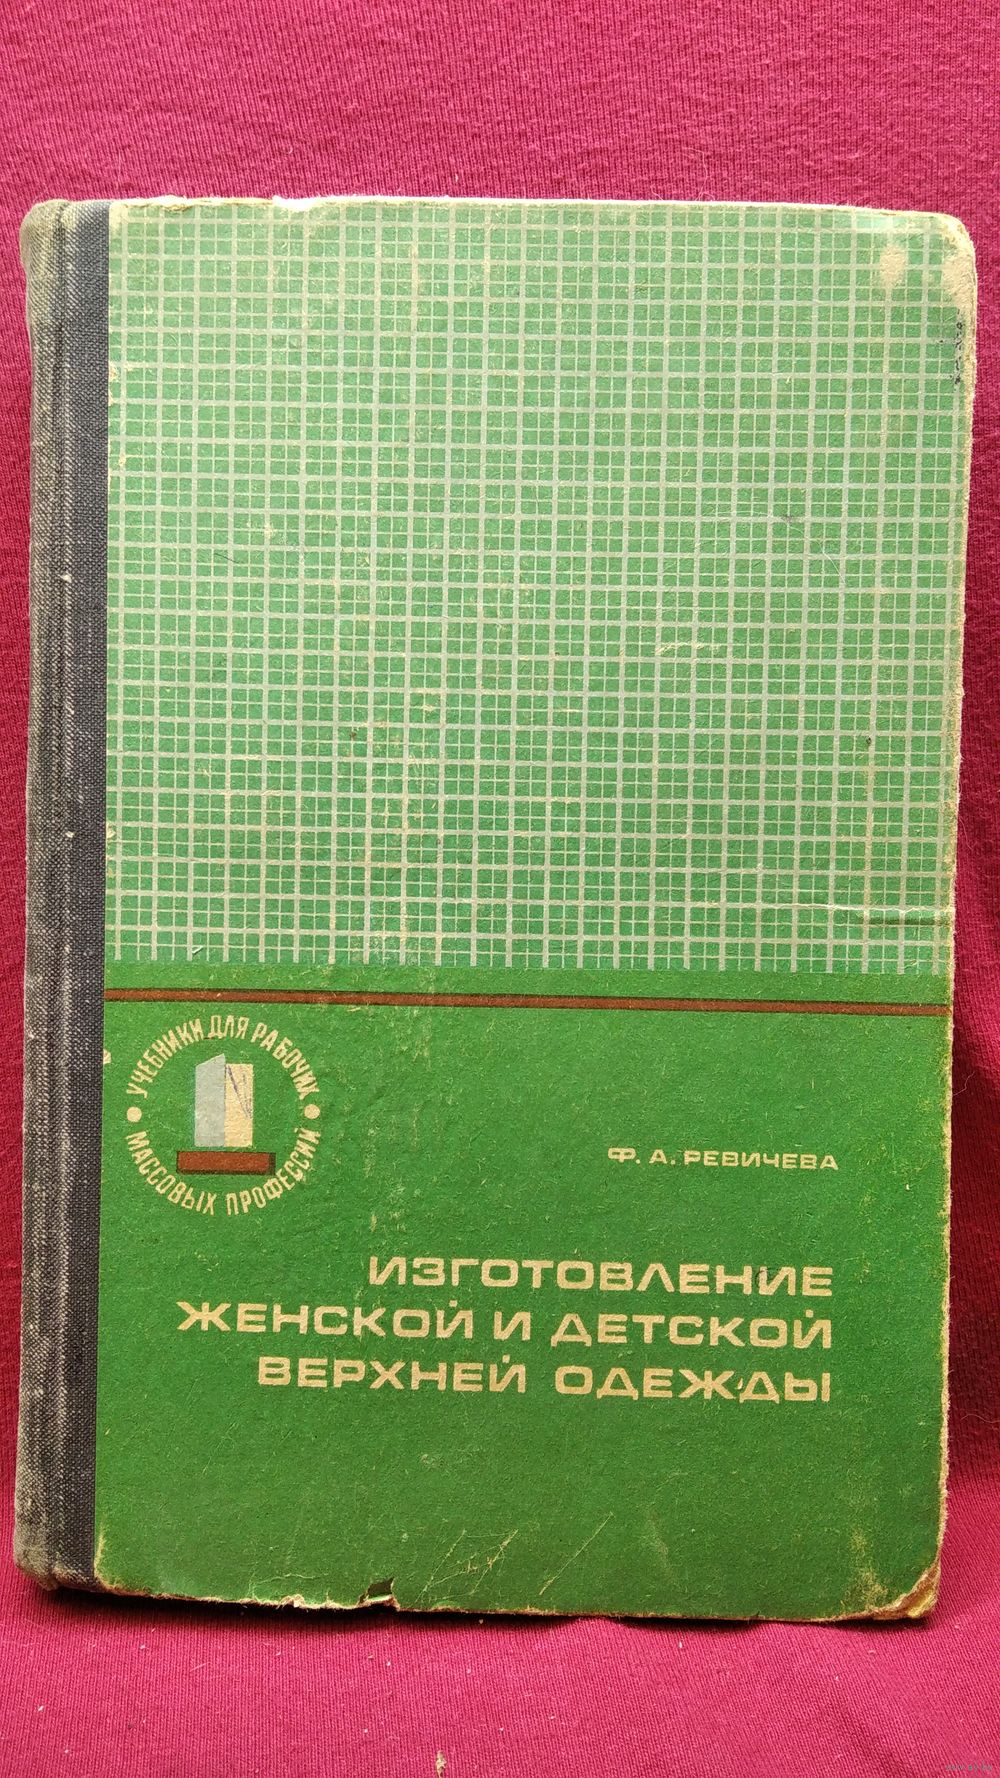 УЧЕБНИКИ ДЛЯ РАБОЧИХ
МАССОВЫХ ПРОФЕССИЙ
Ф. А. РЕВИЧЕВА
ИЗГОТОВЛЕНИЕ
ЖЕНСКОЙ И ДЕТСКОЙ
ВЕРХНЕЙ ОДЕЖДЫ